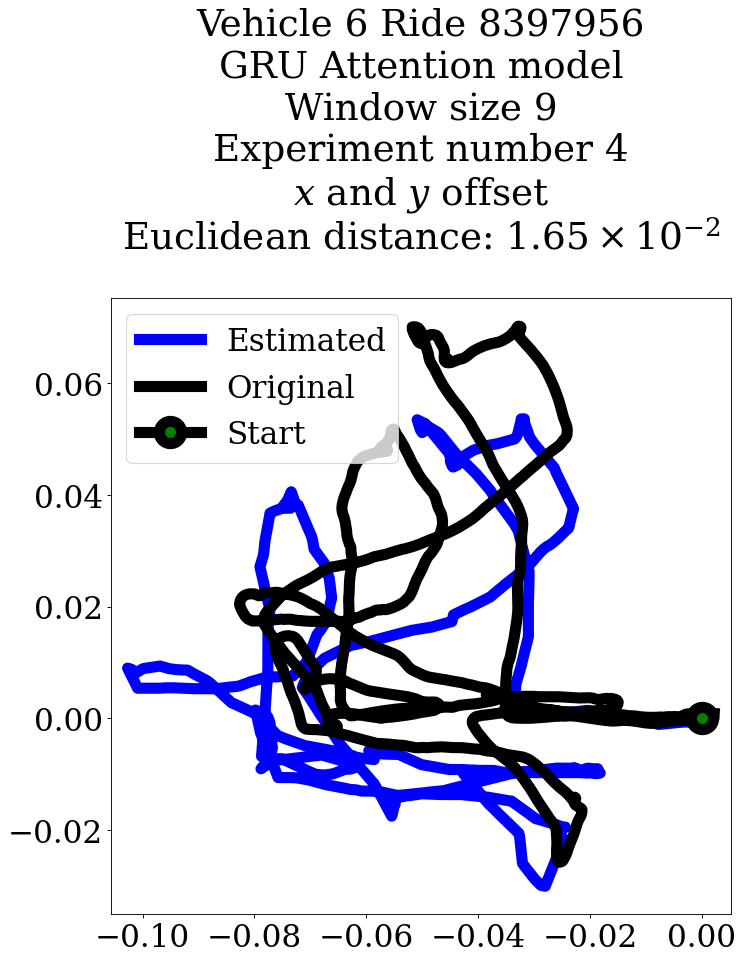 Vehicle 6 Ride 8397956
GRU Attention model
Window size 9
Experiment number 4
x and y offset
Euclidean distance: 1.65 × 10⁻²
Estimated
Original
Start
0.06
0.04
0.02
0.00
−0.02
−0.10 −0.08 −0.06 −0.04 −0.02 0.00